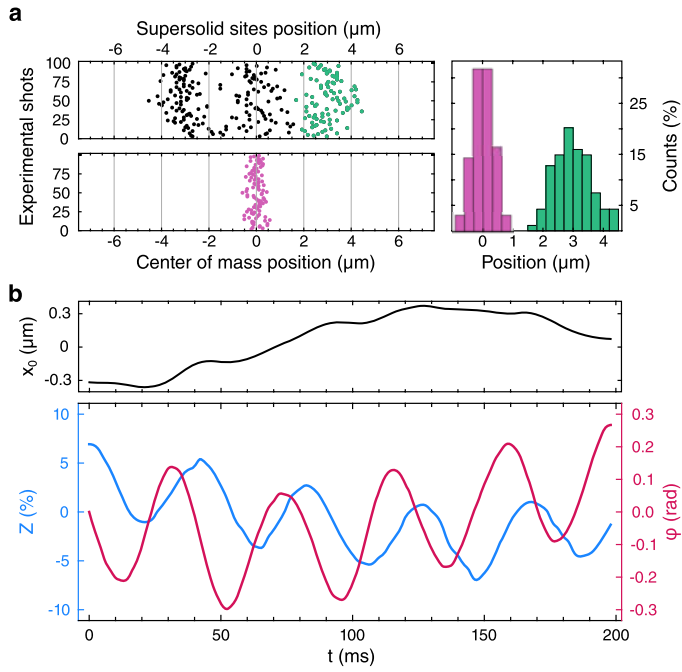 a
Supersolid sites position (µm)
-6 -4 -2 0 2 4 6
Experimental shots
100
75
50
25
0
75
50
25
0
-6 -4 -2 0 2 4 6
Center of mass position (µm)
25
15
5
Counts (%)
0 1 2 3 4
Position (µm)
b
x₀ (µm)
0.3
0
-0.3
Z (%)
10
5
0
-5
-10
φ (rad)
0.3
0.2
0.1
0.0
-0.1
-0.2
-0.3
0 50 100 150 200
t (ms)